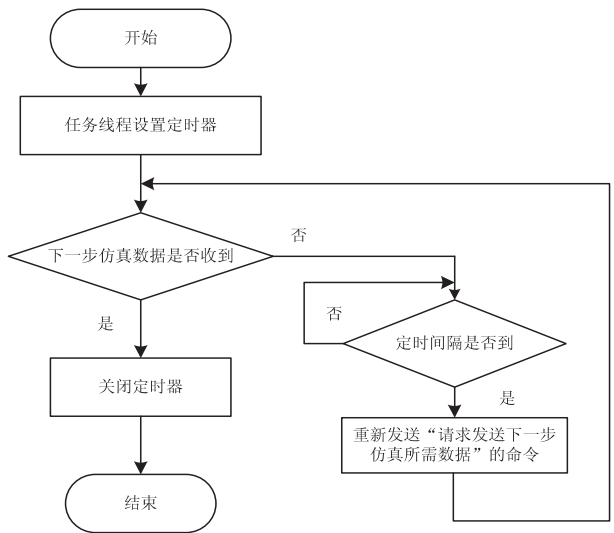 开始
任务线程设置定时器
下一步仿真数据是否收到
否
是
否
定时间隔是否到
是
关闭定时器
重新发送“请求发送下一步
仿真所需数据”的命令
结束